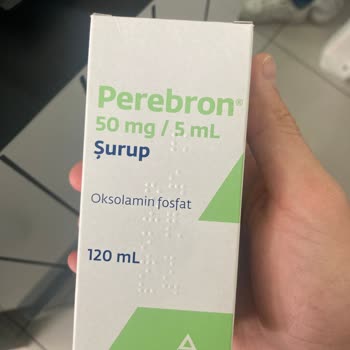 Perebron®
50 mg / 5 mL
Şurup
Oksolamin fosfat
120 mL